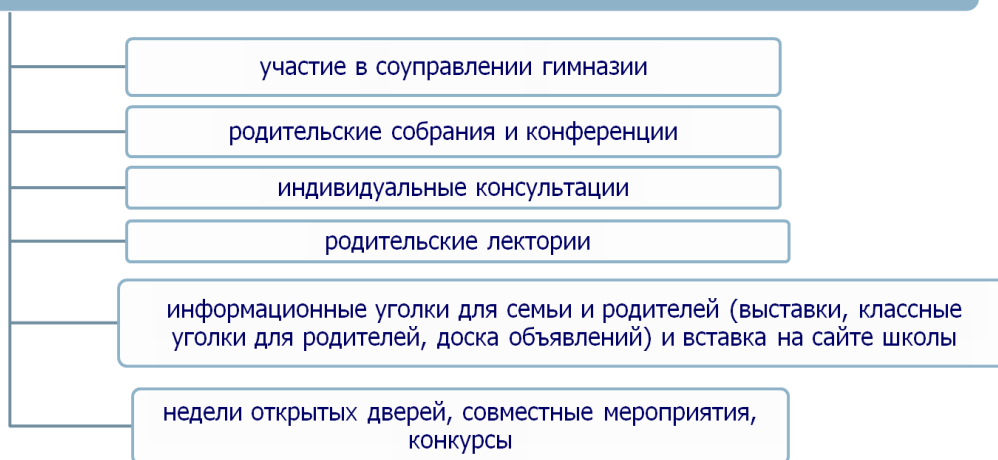 участие в соуправлении гимназии
родительские собрания и конференции
индивидуальные консультации
родительские лектории
информационные уголки для семьи и родителей (выставки, классные
уголки для родителей, доска объявлений) и вставка на сайте школы
недели открытых дверей, совместные мероприятия,
конкурсы